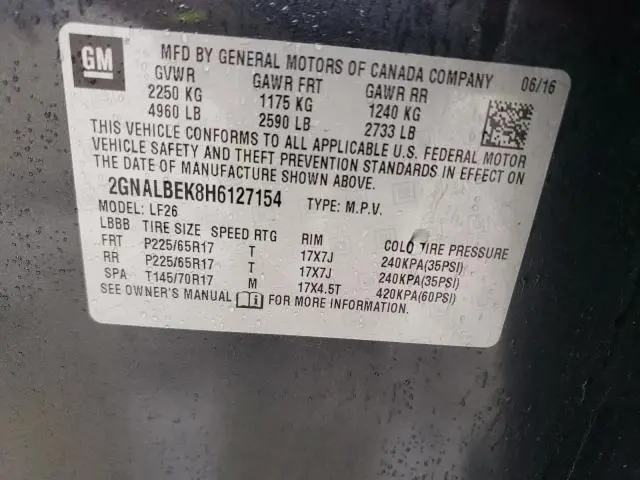 GM
MFD BY GENERAL MOTORS OF CANADA COMPANY 06/16
GVWR GAWR FRT GAWR RR
2250 KG 1175 KG 1240 KG
4960 LB 2590 LB 2733 LB
THIS VEHICLE CONFORMS TO ALL APPLICABLE U.S. FEDERAL MOTOR
VEHICLE SAFETY AND THEFT PREVENTION STANDARDS IN EFFECT ON
THE DATE OF MANUFACTURE SHOWN ABOVE.
2GNALBEK8H6127154 TYPE: M.P.V.
MODEL: LF26
LBBB TIRE SIZE SPEED RTG RIM COLD TIRE PRESSURE
FRT P225/65R17 T 17X7J 240KPA(35PSI)
RR P225/65R17 T 17X7J 240KPA(35PSI)
SPA T145/70R17 M 17X4.5T 420KPA(60PSI)
SEE OWNER'S MANUAL FOR MORE INFORMATION.